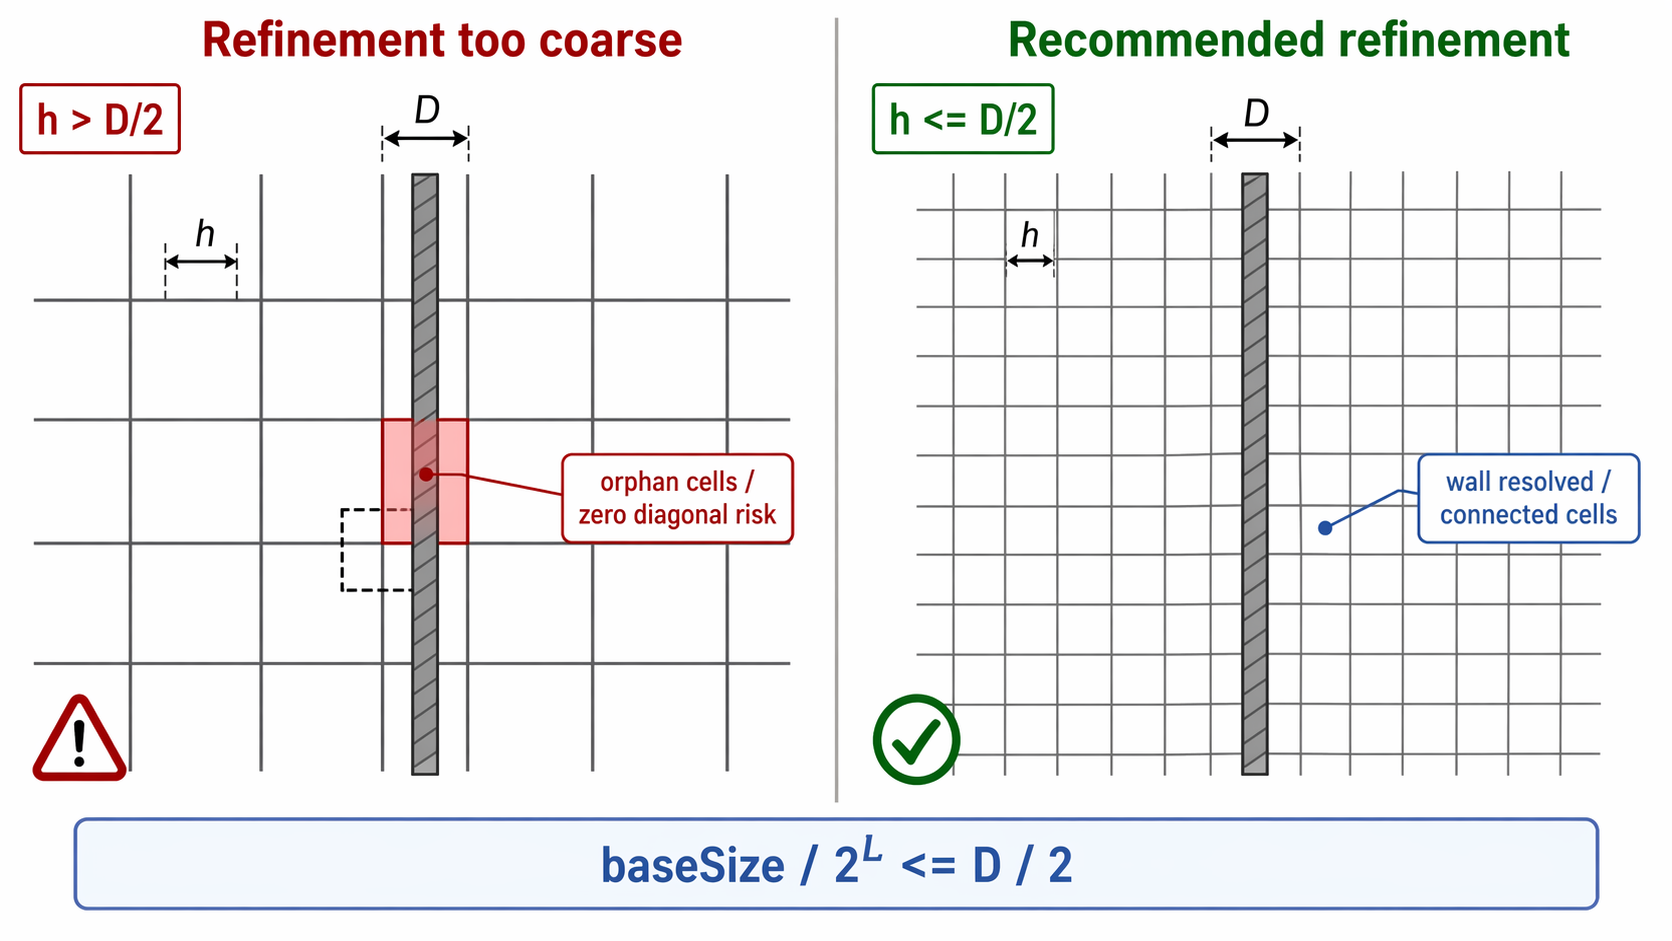 Refinement too coarse
h > D/2
D
h
orphan cells /
zero diagonal risk
Recommended refinement
h <= D/2
D
h
wall resolved /
connected cells
baseSize / 2^L <= D / 2